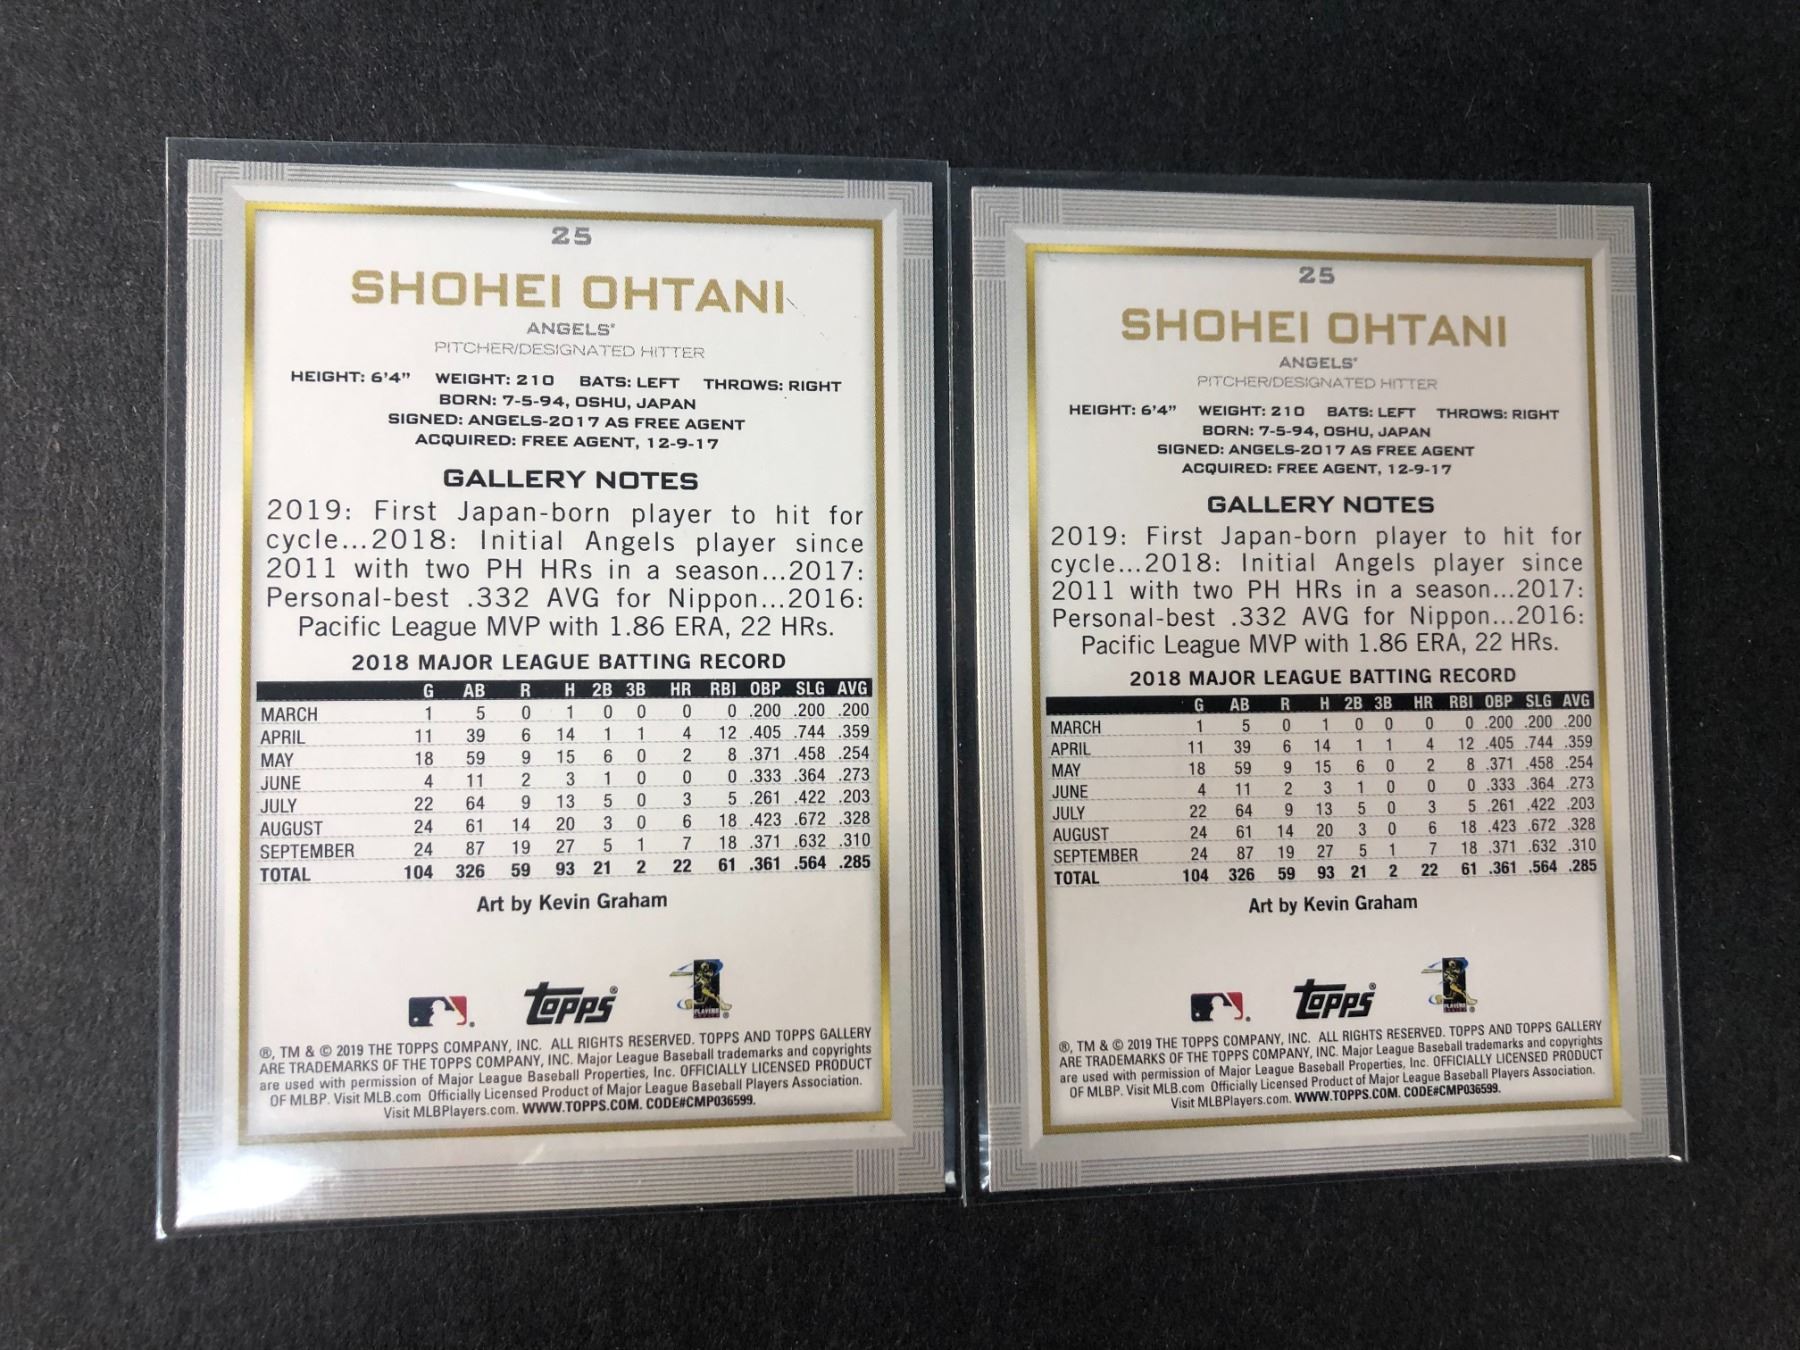 25
SHOHEI OHTANI
ANGELS'
PITCHER/DESIGNATED HITTER
HEIGHT: 6'4" WEIGHT: 210 BATS: LEFT THROWS: RIGHT
BORN: 7-5-94, OSHU, JAPAN
SIGNED: ANGELS-2017 AS FREE AGENT
ACQUIRED: FREE AGENT, 12-9-17
GALLERY NOTES
2019: First Japan-born player to hit for
cycle...2018: Initial Angels player since
2011 with two PH HRs in a season...2017:
Personal-best .332 AVG for Nippon...2016:
Pacific League MVP with 1.86 ERA, 22 HRs.
2018 MAJOR LEAGUE BATTING RECORD
G AB R H 2B 3B HR RBI OBP SLG AVG
MARCH 1 5 0 1 0 0 0 0 .200 .200 .200
APRIL 11 39 6 14 1 1 4 12 .405 .744 .359
MAY 18 59 9 15 6 0 2 8 .371 .458 .254
JUNE 4 11 2 3 1 0 0 0 .333 .364 .273
JULY 22 64 9 13 5 0 3 5 .261 .422 .203
AUGUST 24 61 14 20 3 0 6 18 .423 .672 .328
SEPTEMBER 24 87 19 27 5 1 7 18 .371 .632 .310
TOTAL 104 326 59 93 21 2 22 61 .361 .564 .285
Art by Kevin Graham
Topps®
PLAYERS
®, TM & © 2019 THE TOPPS COMPANY, INC. ALL RIGHTS RESERVED. TOPPS AND TOPPS GALLERY
ARE TRADEMARKS OF THE TOPPS COMPANY, INC. Major League Baseball trademarks and copyrights
are used with permission of Major League Baseball Properties, Inc. OFFICIALLY LICENSED PRODUCT
OF MLBP. Visit MLB.com Officially Licensed Product of Major League Baseball Players Association.
Visit MLBPlayers.com. WWW.TOPPS.COM. CODE#CMP036599.
25
SHOHEI OHTANI
ANGELS'
PITCHER/DESIGNATED HITTER
HEIGHT: 6'4" WEIGHT: 210 BATS: LEFT THROWS: RIGHT
BORN: 7-5-94, OSHU, JAPAN
SIGNED: ANGELS-2017 AS FREE AGENT
ACQUIRED: FREE AGENT, 12-9-17
GALLERY NOTES
2019: First Japan-born player to hit for
cycle...2018: Initial Angels player since
2011 with two PH HRs in a season...2017:
Personal-best .332 AVG for Nippon...2016:
Pacific League MVP with 1.86 ERA, 22 HRs.
2018 MAJOR LEAGUE BATTING RECORD
G AB R H 2B 3B HR RBI OBP SLG AVG
MARCH 1 5 0 1 0 0 0 0 .200 .200 .200
APRIL 11 39 6 14 1 1 4 12 .405 .744 .359
MAY 18 59 9 15 6 0 2 8 .371 .458 .254
JUNE 4 11 2 3 1 0 0 0 .333 .364 .273
JULY 22 64 9 13 5 0 3 5 .261 .422 .203
AUGUST 24 61 14 20 3 0 6 18 .423 .672 .328
SEPTEMBER 24 87 19 27 5 1 7 18 .371 .632 .310
TOTAL 104 326 59 93 21 2 22 61 .361 .564 .285
Art by Kevin Graham
Topps®
PLAYERS
®, TM & © 2019 THE TOPPS COMPANY, INC. ALL RIGHTS RESERVED. TOPPS AND TOPPS GALLERY
ARE TRADEMARKS OF THE TOPPS COMPANY, INC. Major League Baseball trademarks and copyrights
are used with permission of Major League Baseball Properties, Inc. OFFICIALLY LICENSED PRODUCT
OF MLBP. Visit MLB.com Officially Licensed Product of Major League Baseball Players Association.
Visit MLBPlayers.com. WWW.TOPPS.COM. CODE#CMP036599.